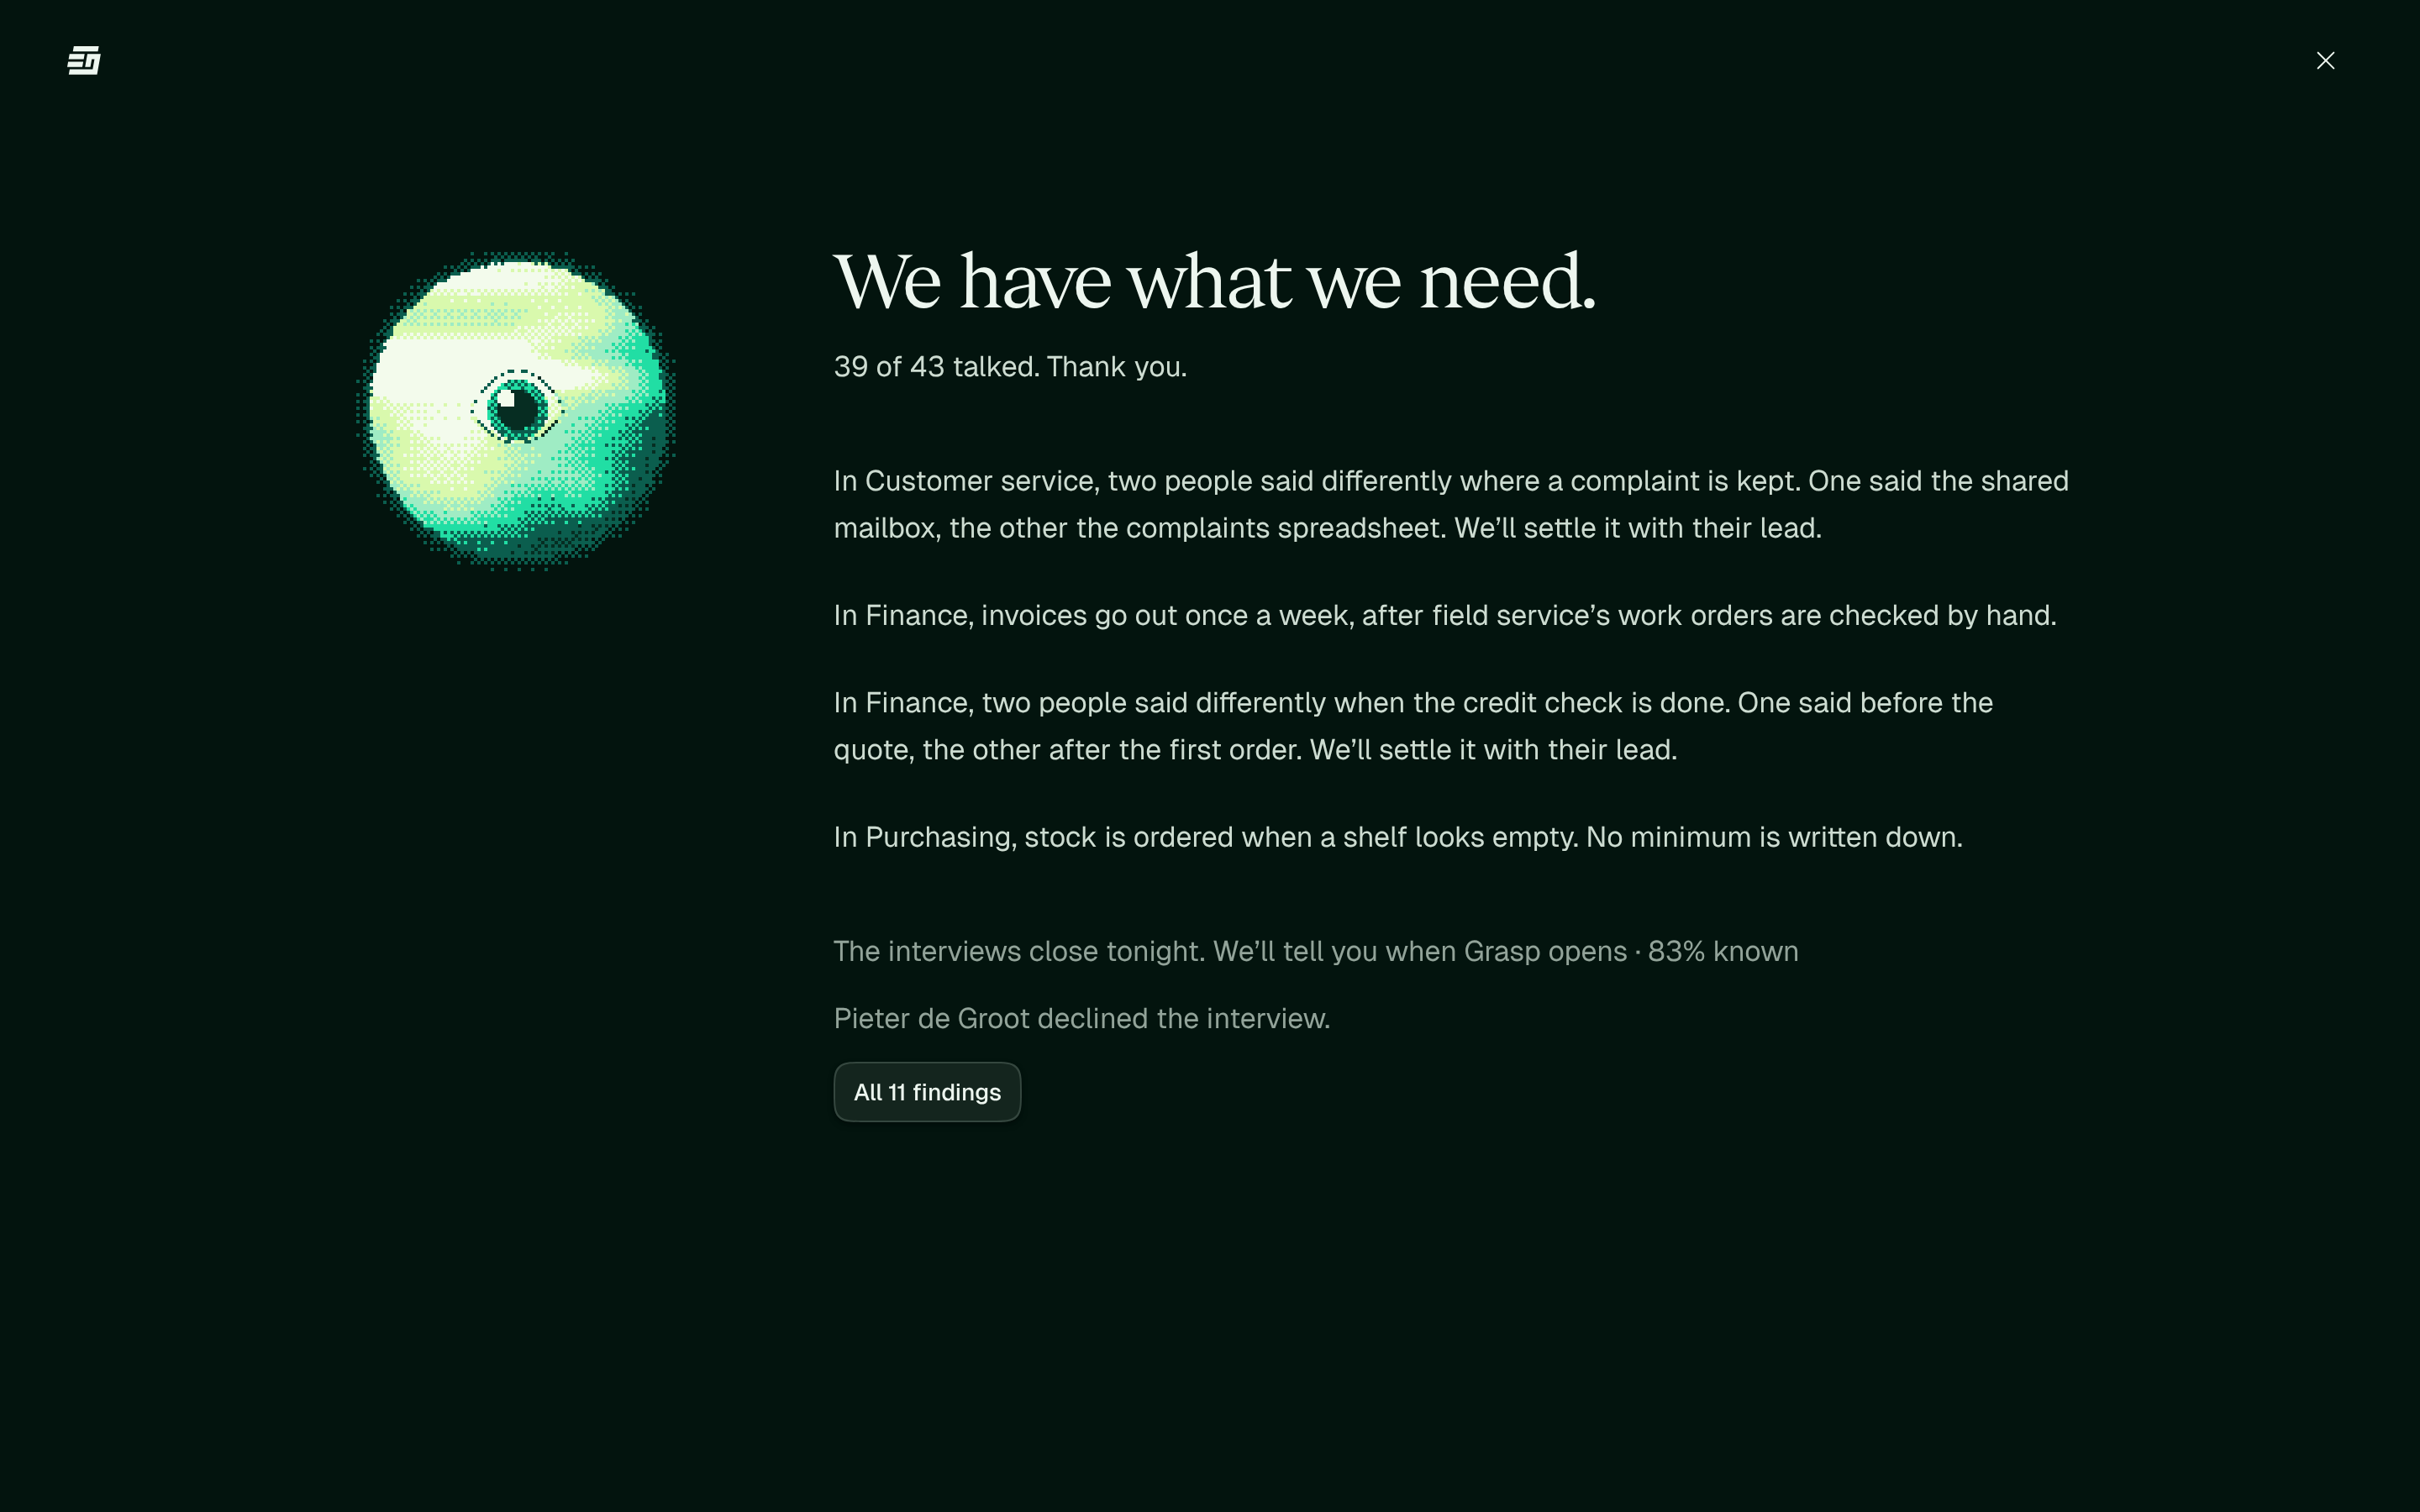 We have what we need.
39 of 43 talked. Thank you.
In Customer service, two people said differently where a complaint is kept. One said the shared
mailbox, the other the complaints spreadsheet. We’ll settle it with their lead.
In Finance, invoices go out once a week, after field service’s work orders are checked by hand.
In Finance, two people said differently when the credit check is done. One said before the
quote, the other after the first order. We’ll settle it with their lead.
In Purchasing, stock is ordered when a shelf looks empty. No minimum is written down.
The interviews close tonight. We’ll tell you when Grasp opens · 83% known
Pieter de Groot declined the interview.
All 11 findings